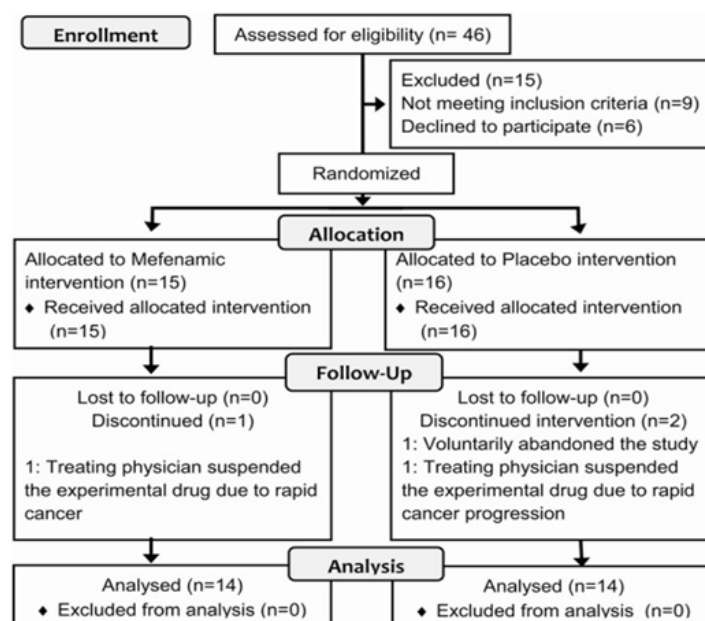 Enrollment
Assessed for eligibility (n= 46)
Excluded (n=15)
Not meeting inclusion criteria (n=9)
Declined to participate (n=6)
Randomized
Allocation
Allocated to Mefenamic
intervention (n=15)
♦ Received allocated intervention
(n=15)
Allocated to Placebo intervention
(n=16)
♦ Received allocated intervention
(n=16)
Follow-Up
Lost to follow-up (n=0)
Discontinued (n=1)
1: Treating physician suspended
the experimental drug due to rapid
cancer
Lost to follow-up (n=0)
Discontinued intervention (n=2)
1: Voluntarily abandoned the study
1: Treating physician suspended
the experimental drug due to rapid
cancer progression
Analysis
Analysed (n=14)
♦ Excluded from analysis (n=0)
Analysed (n=14)
♦ Excluded from analysis (n=0)